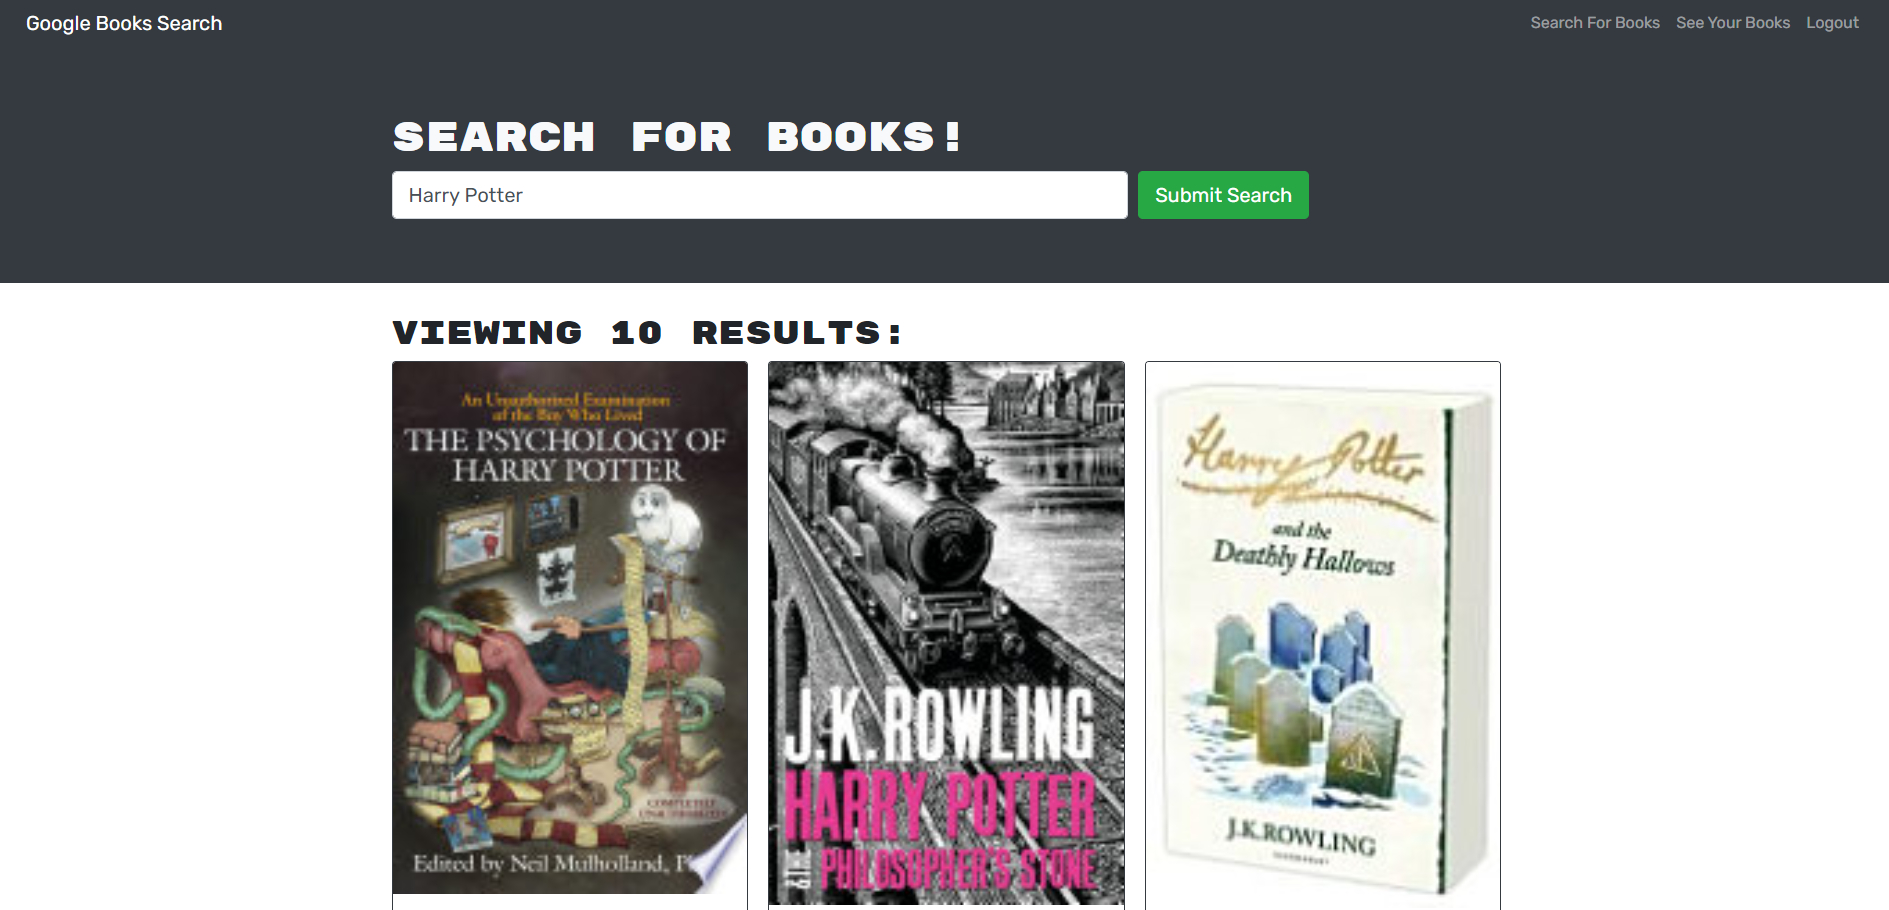 Google Books Search
Search For Books See Your Books Logout
SEARCH FOR BOOKS!
Harry Potter
Submit Search
VIEWING 10 RESULTS:
An Unauthorized Examination
of the Boy Who Lived
THE PSYCHOLOGY OF
HARRY POTTER
COMPLETELY
UNAUTHORIZED
Edited by Neil Mulholland,
J.K.ROWLING
HARRY POTTER
&THE PHILOSOPHER'S STONE
Harry Potter
and the
Deathly Hallows
J.K.ROWLING